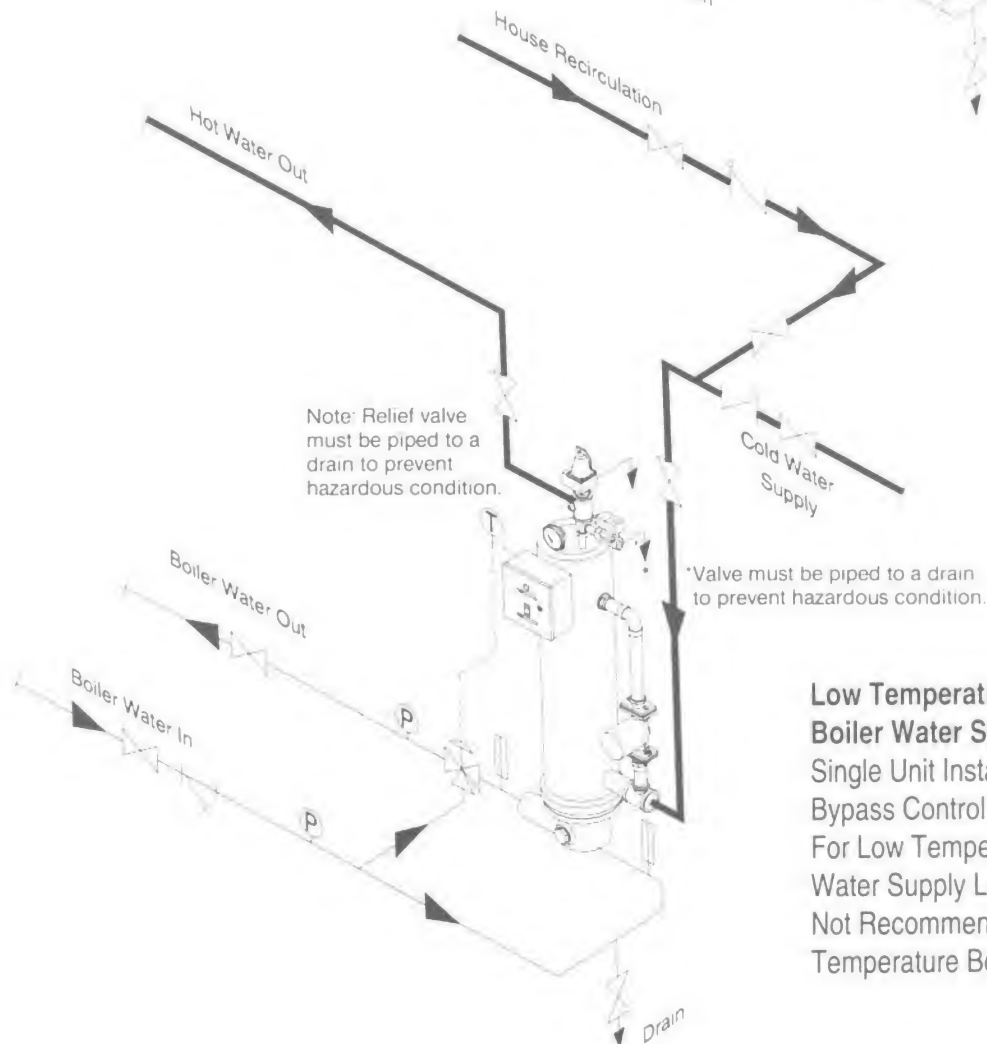 House Recirculation
Hot Water Out
Note: Relief valve
must be piped to a
drain to prevent
hazardous condition.
Cold Water
Supply
T
*Valve must be piped to a drain
to prevent hazardous condition.
Boiler Water Out
Boiler Water In
P
P
Low Temperat
Boiler Water S
Single Unit Insta
Bypass Control
For Low Tempe
Water Supply L
Not Recommen
Temperature Bo
Drain